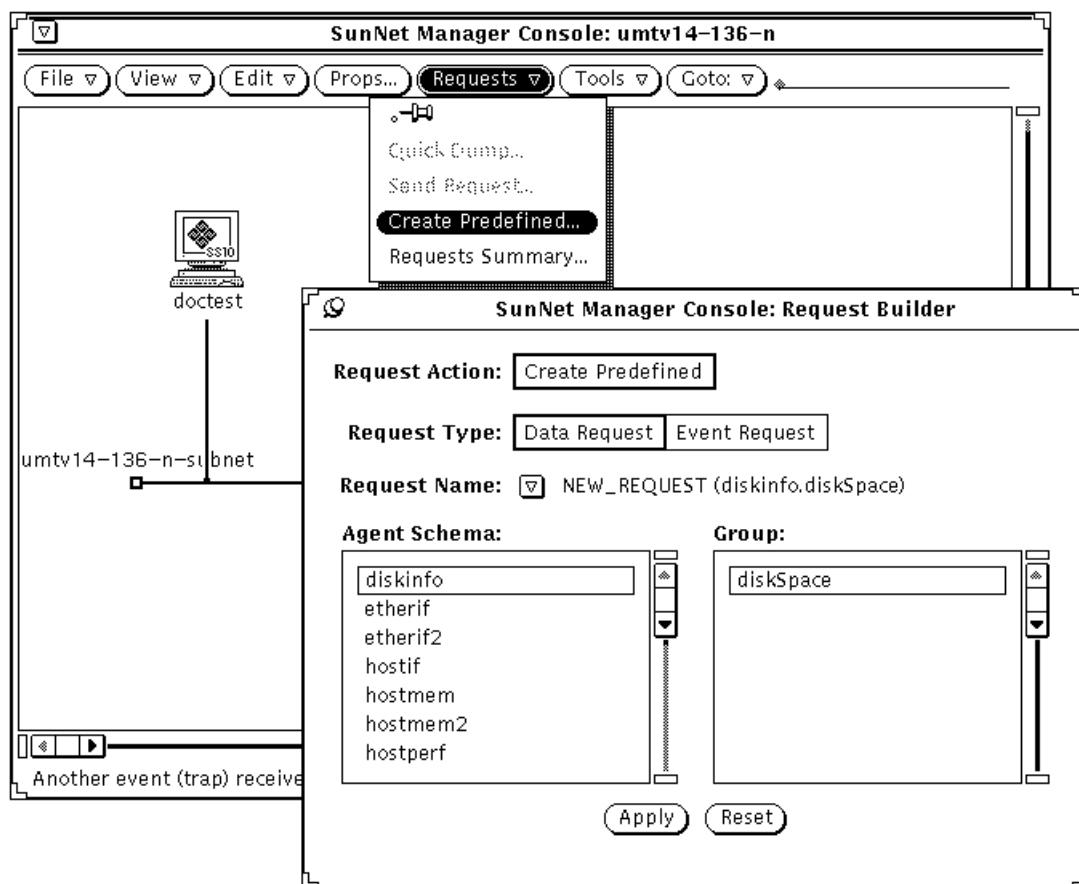 SunNet Manager Console: umtv14-136-n
File View Edit Props... Requests Tools Goto:
Quick Dump...
Send Request...
Create Predefined...
Requests Summary...
SS10
doctest
umtv14-136-n-subnet
Another event (trap) receive
SunNet Manager Console: Request Builder
Request Action: Create Predefined
Request Type: Data Request Event Request
Request Name: NEW_REQUEST (diskinfo.diskSpace)
Agent Schema: Group:
diskinfo diskSpace
etherif
etherif2
hostif
hostmem
hostmem2
hostperf
Apply Reset